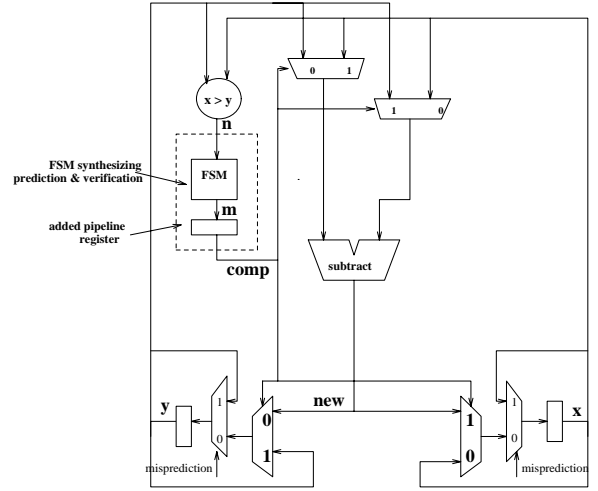 0 1
1 0
x > y
n
FSM synthesizing
prediction & verification
FSM
m
added pipeline
register
comp
subtract
new
y
1
0
0
1
1
0
1
0
x
misprediction
misprediction